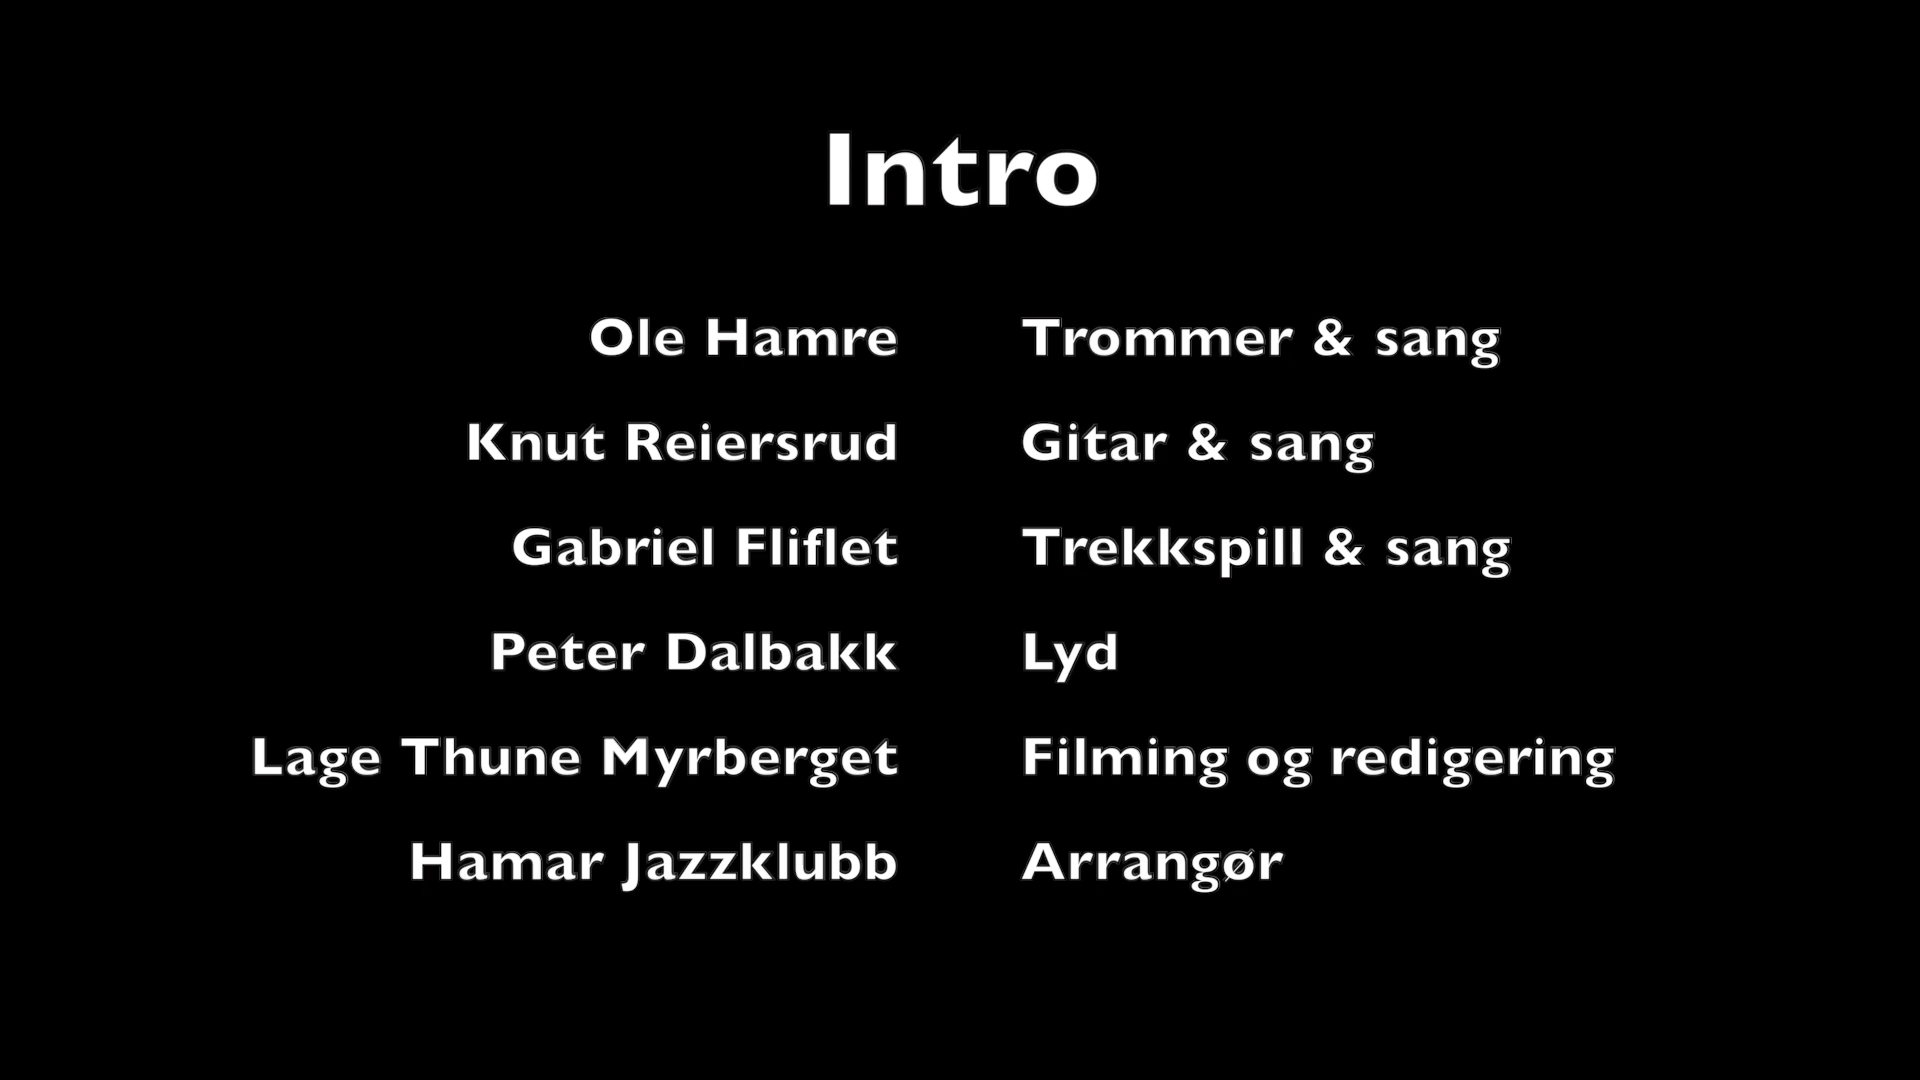 Intro
Ole Hamre Trommer & sang
Knut Reiersrud Gitar & sang
Gabriel Fliflet Trekkspill & sang
Peter Dalbakk Lyd
Lage Thune Myrberget Filming og redigering
Hamar Jazzklubb Arrangør